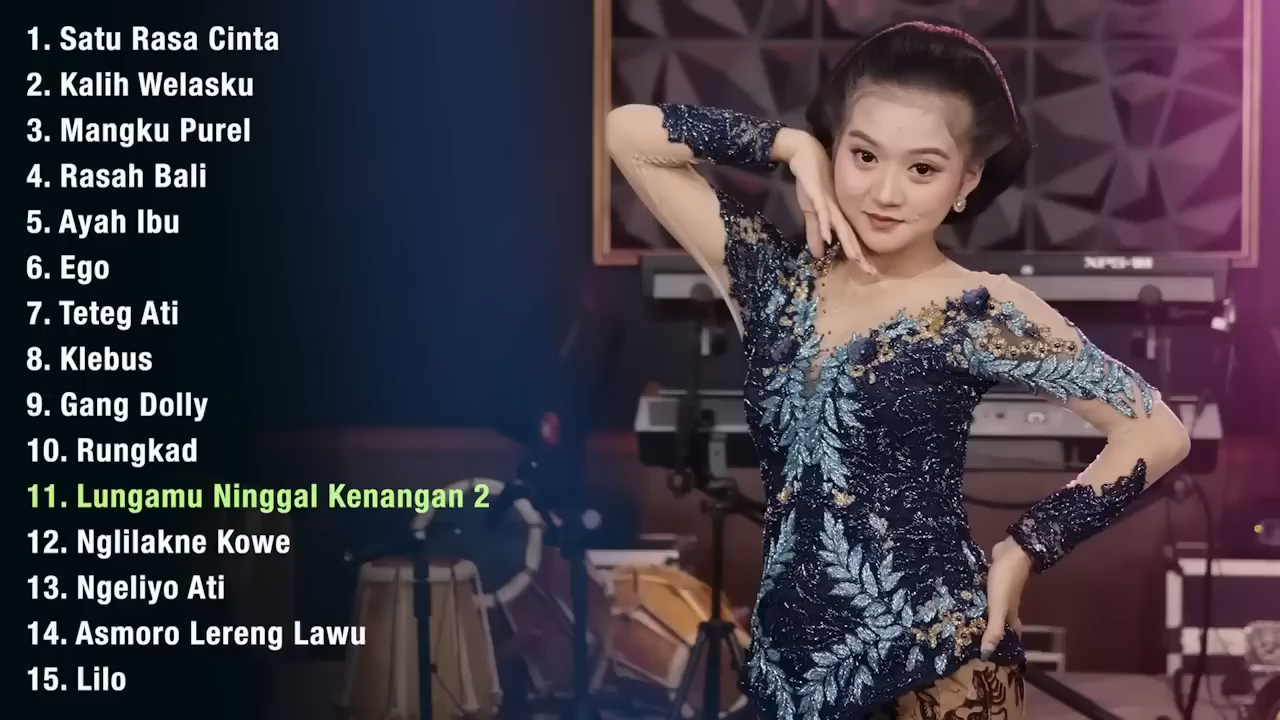 1. Satu Rasa Cinta
2. Kalih Welasku
3. Mangku Purel
4. Rasah Bali
5. Ayah Ibu
6. Ego
7. Teteg Ati
8. Klebus
9. Gang Dolly
10. Rungkad
11. Lungamu Ninggal Kenangan 2
12. Nglilakne Kowe
13. Ngeliyo Ati
14. Asmoro Lereng Lawu
15. Lilo